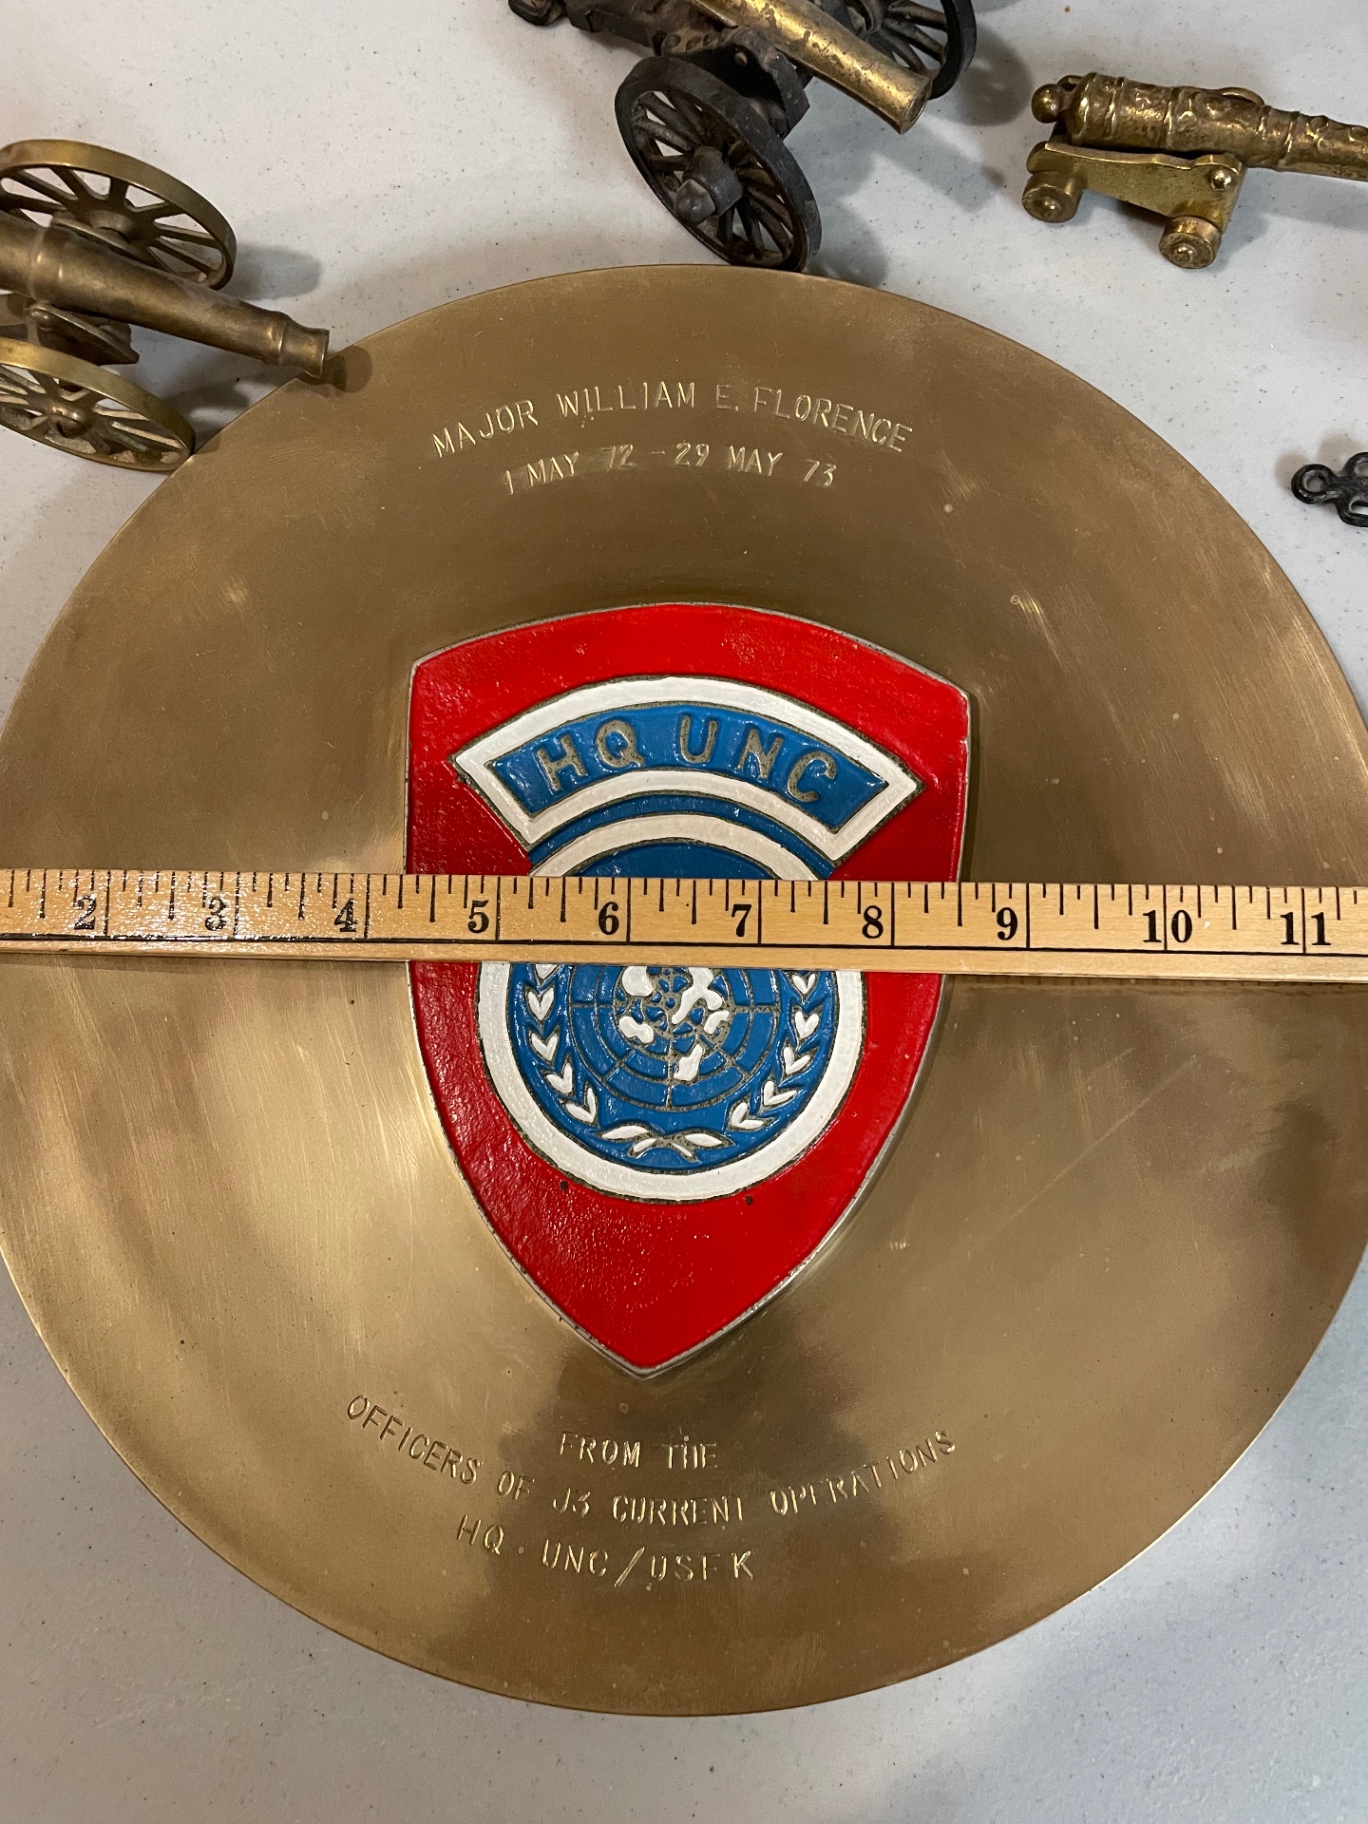 MAJOR WILLIAM E. FLORENCE
1 MAY 72 - 29 MAY 73
HQ UNC
2 3 4 5 6 7 8 9 10 11
FROM THE
OFFICERS OF J3 CURRENT OPERATIONS
HQ · UNC/USFK